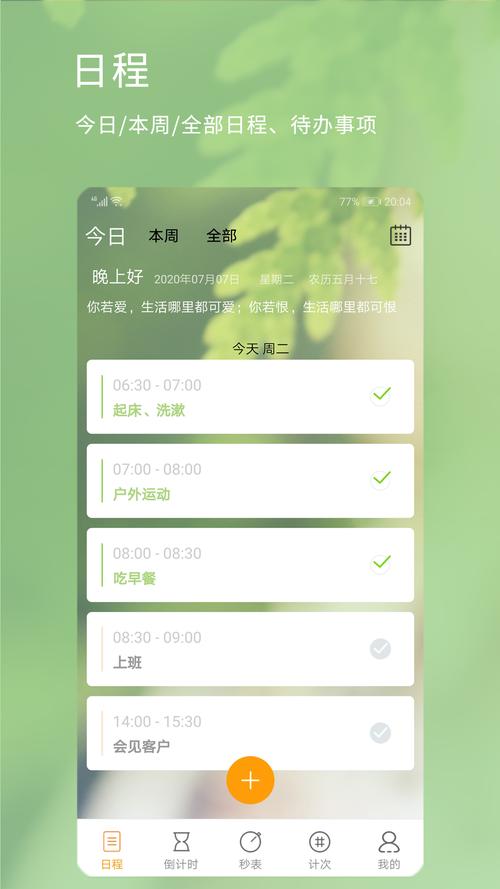 日程
今日/本周/全部日程、待办事项
4G 77% 20:04
今日 本周 全部
晚上好 2020年07月07日 星期二 农历五月十七
你若爱，生活哪里都可爱；你若恨，生活哪里都可恨
今天 周二
06:30 - 07:00
起床、洗漱
07:00 - 08:00
户外运动
08:00 - 08:30
吃早餐
08:30 - 09:00
上班
14:00 - 15:30
会见客户
日程 倒计时 秒表 计次 我的